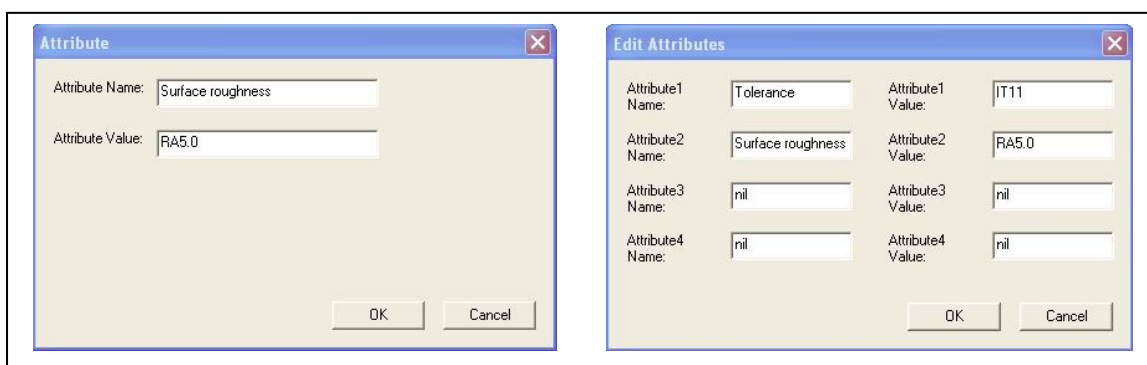 Attribute
Attribute Name: Surface roughness
Attribute Value: RA5.0
OK Cancel
Edit Attributes
Attribute1 Name: Tolerance Attribute1 Value: IT11
Attribute2 Name: Surface roughness Attribute2 Value: RA5.0
Attribute3 Name: nil Attribute3 Value: nil
Attribute4 Name: nil Attribute4 Value: nil
OK Cancel